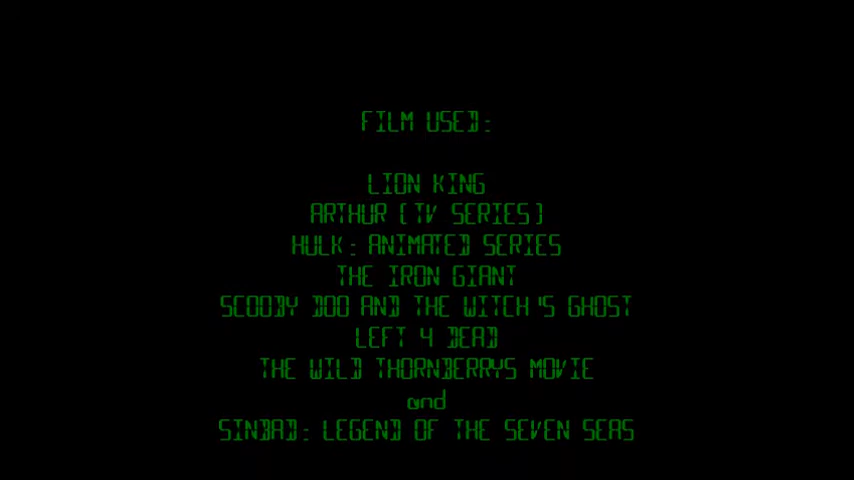 FILM USED:
LION KING
ARTHUR (TV SERIES)
HULK: ANIMATED SERIES
THE IRON GIANT
SCOOBY DOO AND THE WITCH'S GHOST
LEFT 4 DEAD
THE WILD THORNBERRYS MOVIE
and
SINBAD: LEGEND OF THE SEVEN SEAS